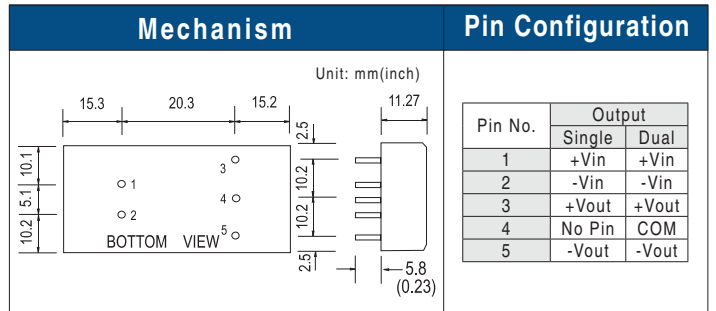 Mechanism
Pin Configuration
Unit: mm(inch)
15.3 20.3 15.2 11.27
2.5
10.1
5.1
10.2
10.2
10.2
2.5
1
2
3
4
5
BOTTOM VIEW
5.8
(0.23)
Pin No. Output
Single Dual
1 +Vin +Vin
2 -Vin -Vin
3 +Vout +Vout
4 No Pin COM
5 -Vout -Vout